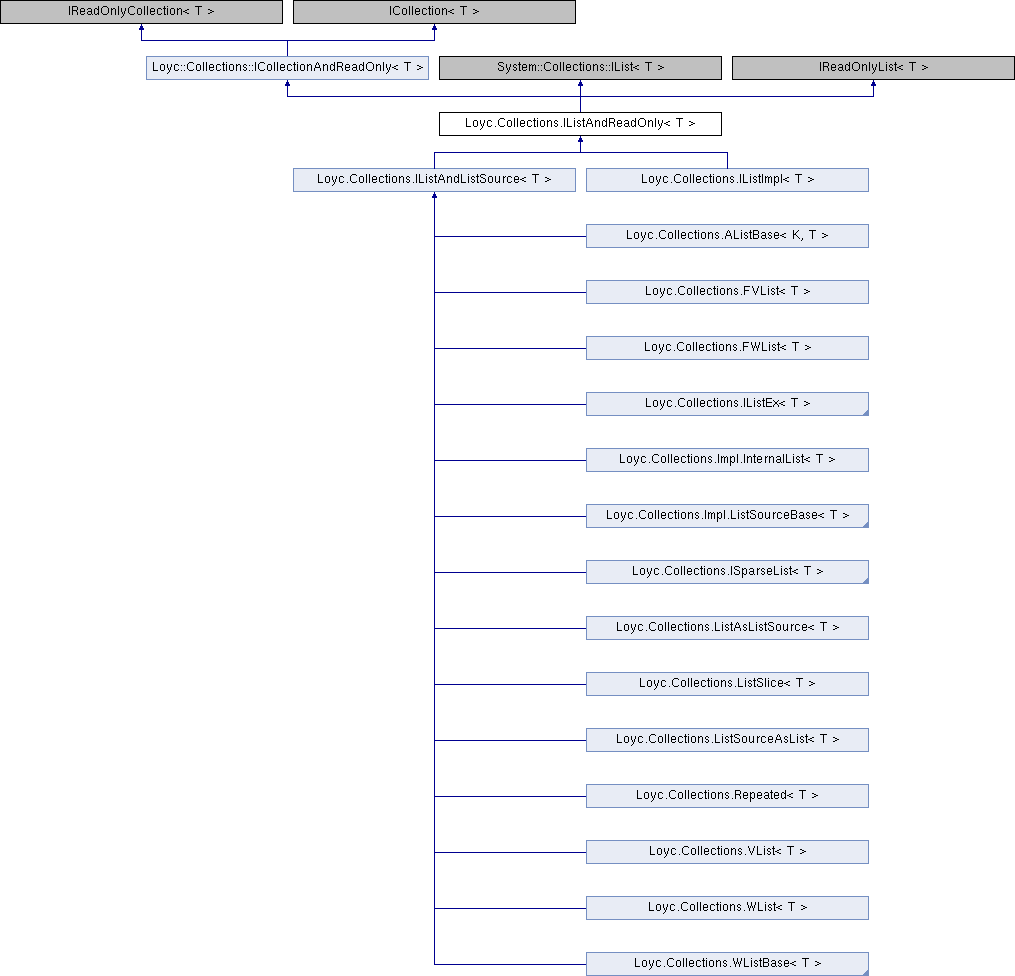 IReadOnlyCollection< T >
ICollection< T >
Loyc::Collections::ICollectionAndReadOnly< T >
System::Collections::IList< T >
IReadOnlyList< T >
Loyc.Collections.IListAndReadOnly< T >
Loyc.Collections.IListAndListSource< T >
Loyc.Collections.IListImpl< T >
Loyc.Collections.AListBase< K, T >
Loyc.Collections.FVList< T >
Loyc.Collections.FWList< T >
Loyc.Collections.IListEx< T >
Loyc.Collections.Impl.InternalList< T >
Loyc.Collections.Impl.ListSourceBase< T >
Loyc.Collections.ISparseList< T >
Loyc.Collections.ListAsListSource< T >
Loyc.Collections.ListSlice< T >
Loyc.Collections.ListSourceAsList< T >
Loyc.Collections.Repeated< T >
Loyc.Collections.VList< T >
Loyc.Collections.WList< T >
Loyc.Collections.WListBase< T >